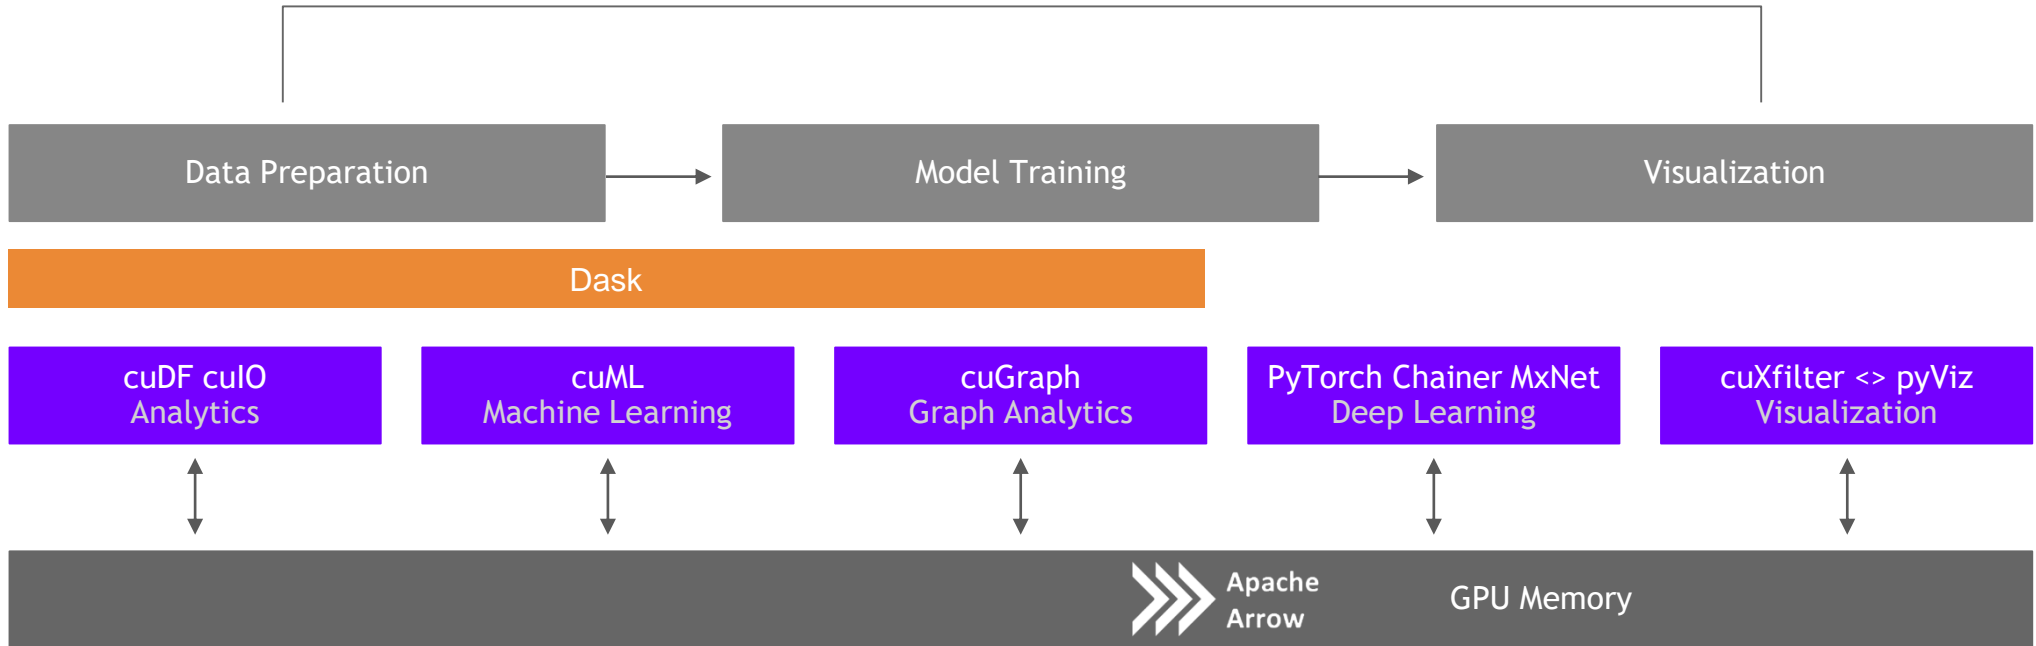 Data Preparation
Model Training
Visualization
Dask
cuDF cuIO
Analytics
cuML
Machine Learning
cuGraph
Graph Analytics
PyTorch Chainer MxNet
Deep Learning
cuXfilter <> pyViz
Visualization
Apache
Arrow
GPU Memory